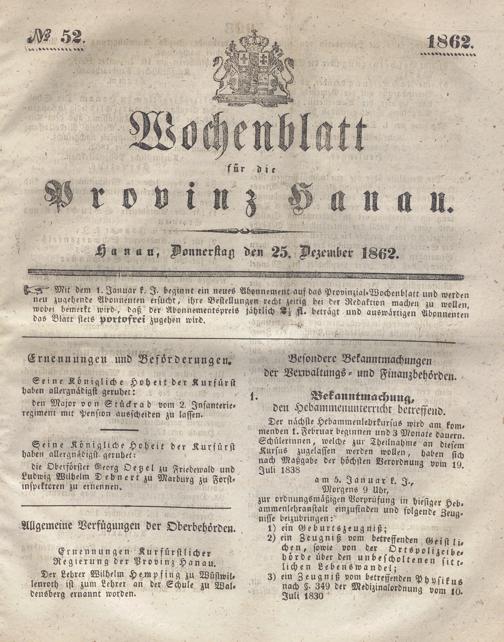 № 52.
1862.
Wochenblatt
für die
Provinz Hanau.
Hanau, Donnerstag den 25. Dezember 1862.
☞ Mit dem 1. Januar k. J. beginnt ein neues Abonnement auf das Provinzial-Wochenblatt und werden
neu zugehende Abonnenten ersucht, ihre Bestellungen recht zeitig bei der Redaktion machen zu wollen,
wobei bemerkt wird, daß der Abonnementspreis jährlich 2½ fl. beträgt und auswärtigen Abonnenten
das Blatt stets portofrei zugehen wird.
Ernennungen und Beförderungen.
Seine Königliche Hoheit der Kurfürst
haben allergnädigst geruhet:
den Major von Stückrad vom 2. Infanterie-
regiment mit Pension ausscheiden zu lassen.
Seine Königliche Hoheit der Kurfürst
haben allergnädigst geruhet:
die Oberförster Georg Oetzel zu Friedewald und
Ludwig Wilhelm Dehnert zu Marburg zu Forst-
inspektoren zu ernennen.
Allgemeine Verfügungen der Oberbehörden.
Ernennungen Kurfürstlicher
Regierung der Provinz Hanau.
Der Lehrer Wilhelm Hempfing zu Wüstwil-
lenroth ist zum Lehrer an der Schule zu Wal-
densberg ernannt worden.
Besondere Bekanntmachungen
der Verwaltungs- und Finanzbehörden.
1. Bekanntmachung,
den Hebammenunterricht betreffend.
Der nächste Hebammenlehrkursus wird am kom-
menden 1. Februar beginnen und 3 Monate dauern.
Schülerinnen, welche zur Theilnahme an diesem
Kursus zugelassen werden wollen, haben sich
nach Maßgabe der höchsten Verordnung vom 19.
Juli 1838
am 5. Januar k. J.,
Morgens 9 Uhr,
zur ordnungsmäßigen Vorprüfung in hiesiger Heb-
ammenlehranstalt einzufinden und folgende Zeug-
nisse beizubringen:
1) ein Geburtszeugniß;
2) ein Zeugniß vom betreffenden Geistli-
chen, sowie von der Ortspolizeibe-
hörde über den unbescholtenen sitt-
lichen Lebenswandel;
3) ein Zeugniß vom betreffenden Physikus
nach §. 349 der Medizinalordnung vom 10.
Juli 1830